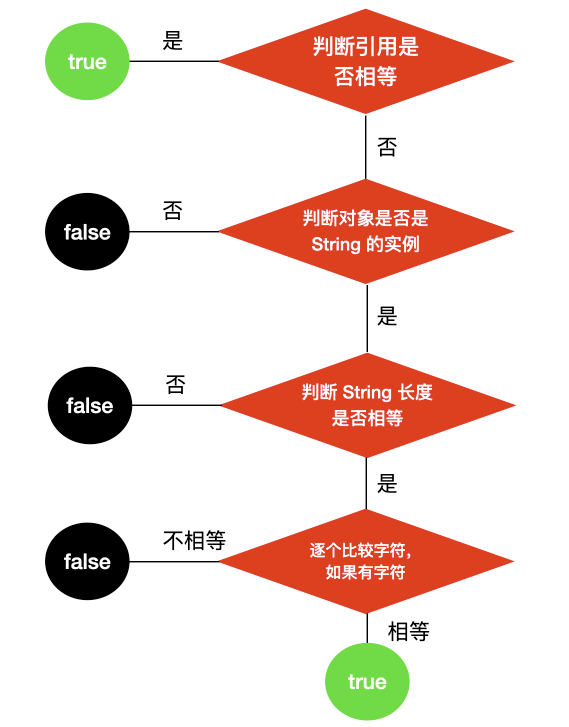 是
true
判断引用是
否相等
否
否
false
判断对象是否是
String 的实例
是
否
false
判断 String 长度
是否相等
是
不相等
false
逐个比较字符，
如果有字符
相等
true